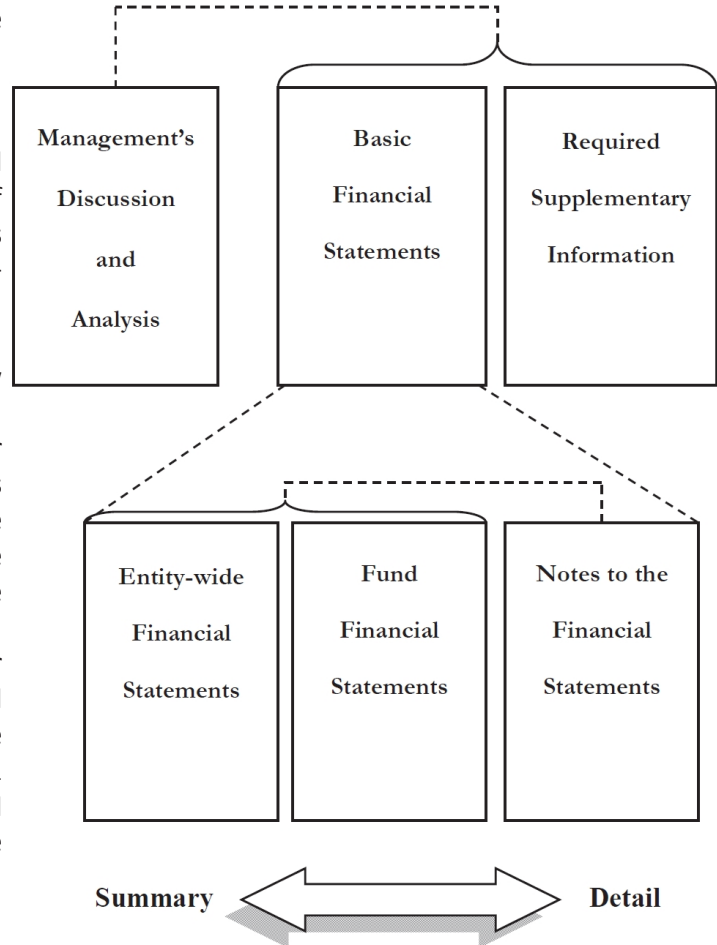 Management's
Discussion
and
Analysis
Basic
Financial
Statements
Required
Supplementary
Information
Entity-wide
Financial
Statements
Fund
Financial
Statements
Notes to the
Financial
Statements
Summary
Detail